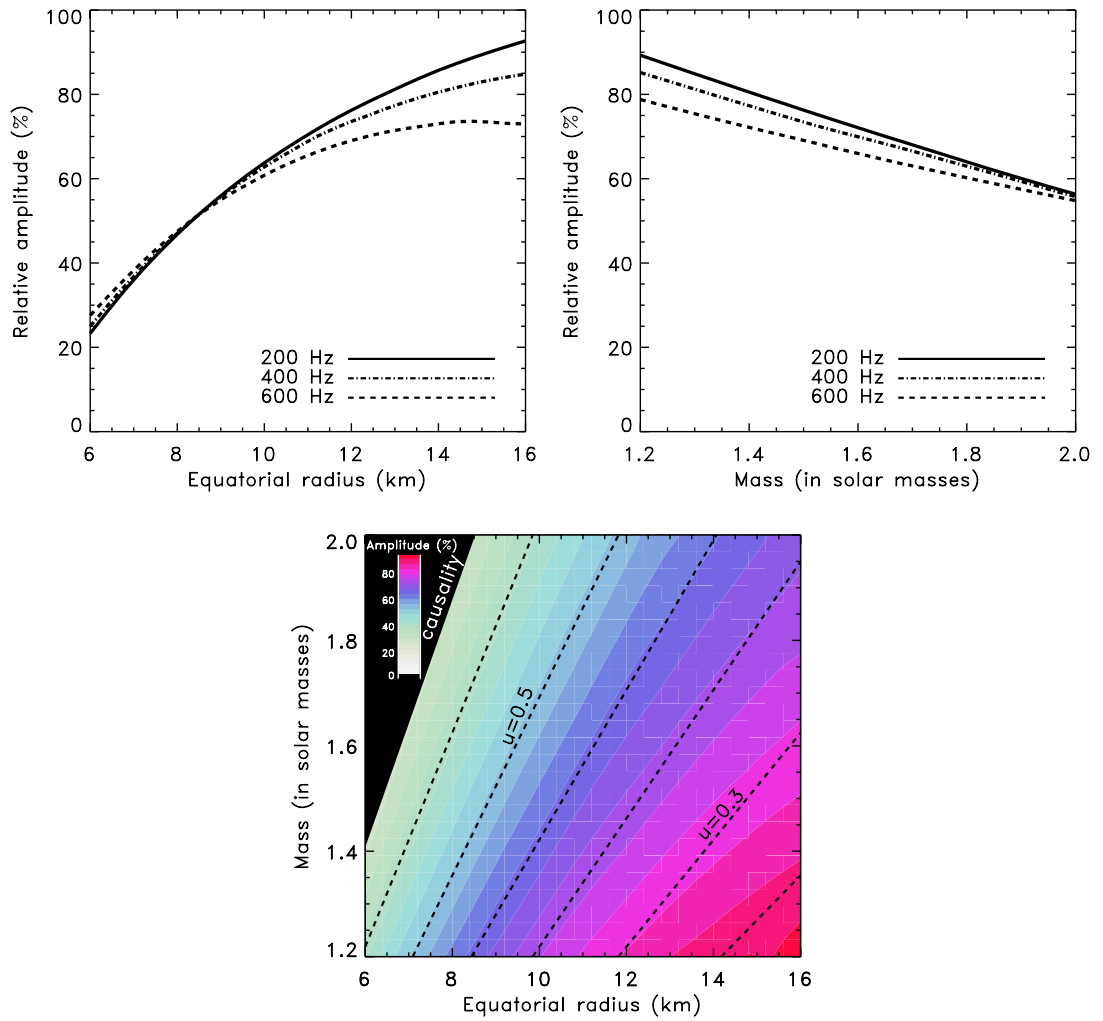 100
80
60
40
20
0
Relative amplitude (%)
200 Hz
400 Hz
600 Hz
6 8 10 12 14 16
Equatorial radius (km)
100
80
60
40
20
0
Relative amplitude (%)
200 Hz
400 Hz
600 Hz
1.2 1.4 1.6 1.8 2.0
Mass (in solar masses)
2.0
1.8
1.6
1.4
1.2
Mass (in solar masses)
Amplitude (%)
80
60
40
20
0
causality
u=0.5
u=0.3
6 8 10 12 14 16
Equatorial radius (km)